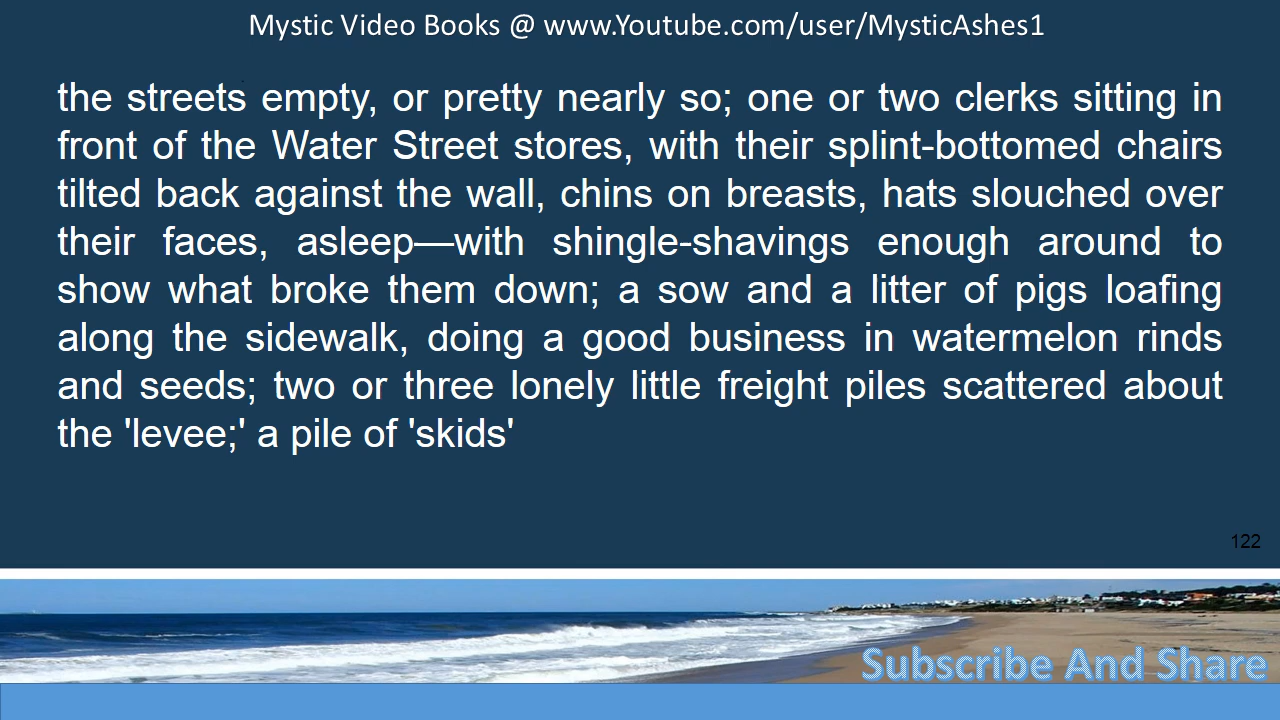 Mystic Video Books @ www.Youtube.com/user/MysticAshes1
the streets empty, or pretty nearly so; one or two clerks sitting in
front of the Water Street stores, with their splint-bottomed chairs
tilted back against the wall, chins on breasts, hats slouched over
their faces, asleep—with shingle-shavings enough around to
show what broke them down; a sow and a litter of pigs loafing
along the sidewalk, doing a good business in watermelon rinds
and seeds; two or three lonely little freight piles scattered about
the 'levee;' a pile of 'skids'
122
Subscribe And Share